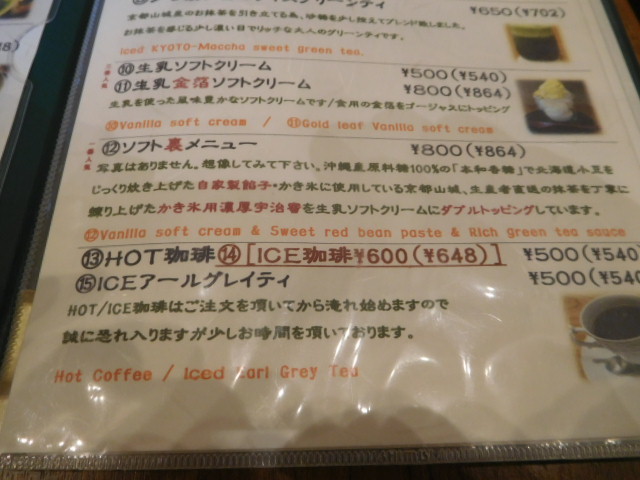 ¥650(¥702)
京都山城産のお抹茶を引き立てる為、砂糖を少し控えてブレンド致しました。
お抹茶を感じる少し濃い目でリッチな大人のグリーンティです。
Iced KYOTO-Maccha sweet green tea.
⑩生乳ソフトクリーム ¥500(¥540)
⑪生乳金箔ソフトクリーム ¥800(¥864)
生乳を使った風味豊かなソフトクリームです/食用の金箔をゴージャスにトッピング
⑩Vanilla soft cream / ⑪Gold leaf Vanilla soft cream
一番人気
⑫ソフト裏メニュー ¥800(¥864)
写真はありません。想像してみて下さい。沖縄産原料糖100%の「本和香糖」で北海道小豆を
じっくり炊き上げた自家製餡子・かき氷に使用している京都山城、生産者直送の抹茶を丁寧に
練り上げたかき氷用濃厚宇治蜜を生乳ソフトクリームにダブルトッピングしています。
⑫Vanilla soft cream & Sweet red bean paste & Rich green tea sauce
⑬HOT珈琲⑭[ICE珈琲¥600(¥648)] ¥500(¥540
⑮ICEアールグレイティ ¥500(¥540
HOT/ICE珈琲はご注文を頂いてから淹れ始めますので
誠に恐れ入りますが少しお時間を頂いております。
Hot Coffee / Iced Earl Grey Tea